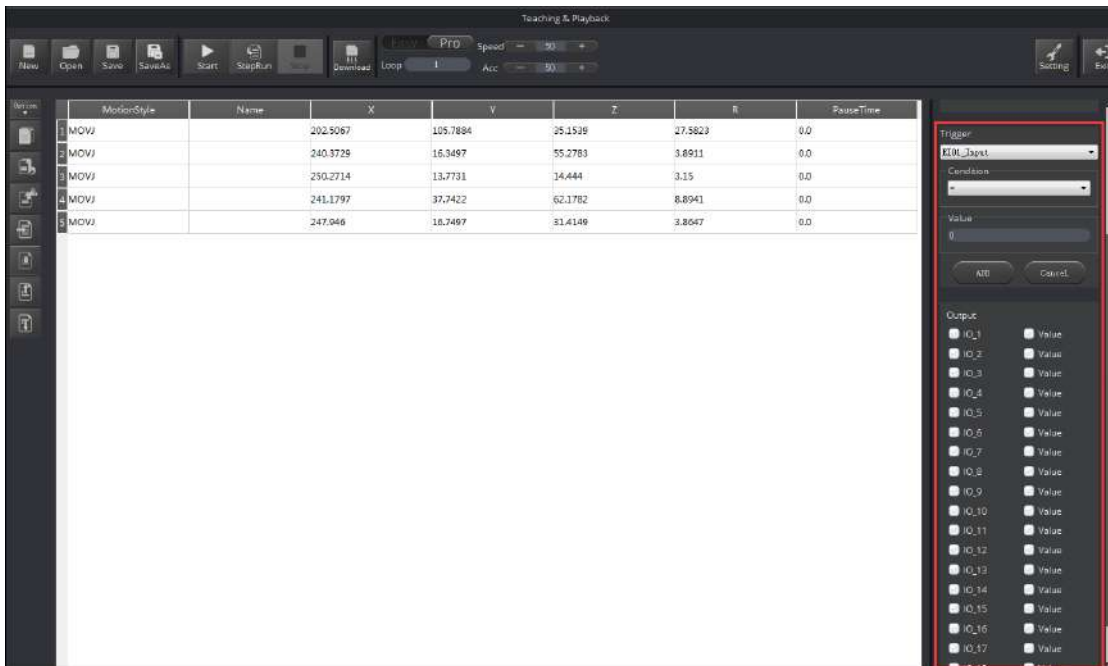 Teaching & Playback
Easy Pro Speed - 50 +
New Open Save SaveAs Start StepRun Stop Download Loop 1 Acc - 50 + Setting
MotionStyle Name X Y Z R PauseTime
1 MOVJ 202.5067 105.7884 35.1539 27.5823 0.0
2 MOVJ 240.3729 16.3497 55.2783 3.8911 0.0
3 MOVJ 250.2714 13.7731 14.444 3.15 0.0
4 MOVJ 241.1797 37.7422 62.1782 8.8941 0.0
5 MOVJ 247.946 16.7497 31.4149 3.8647 0.0
Trigger
EI01_Input
Condition
=
Value
0
ADD Cancel
Output
IO_1 Value
IO_2 Value
IO_3 Value
IO_4 Value
IO_5 Value
IO_6 Value
IO_7 Value
IO_8 Value
IO_9 Value
IO_10 Value
IO_11 Value
IO_12 Value
IO_13 Value
IO_14 Value
IO_15 Value
IO_16 Value
IO_17 Value